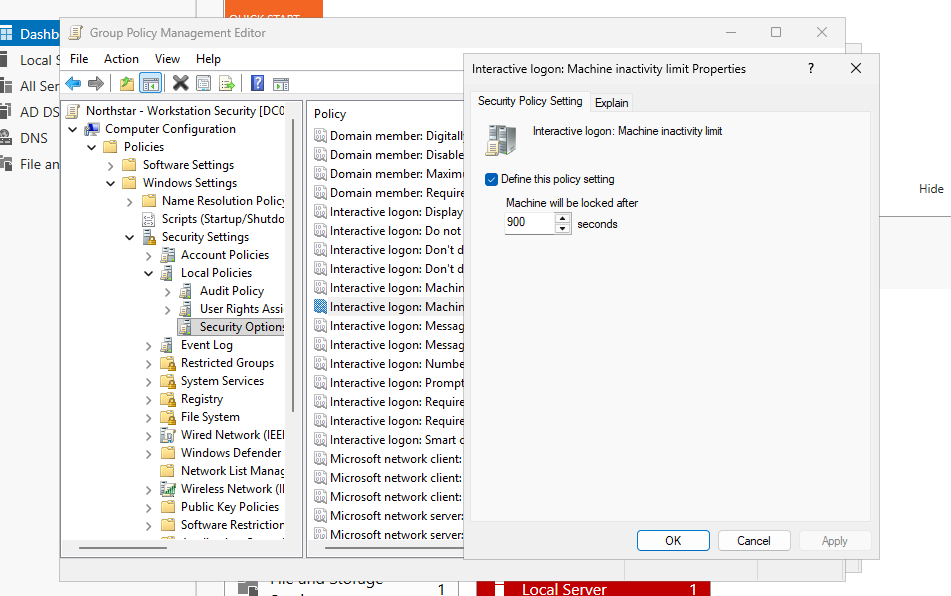 QUICK START
Dashb
Local S
All Ser
AD DS
DNS
File an
Group Policy Management Editor
File Action View Help
Northstar - Workstation Security [DC0
Computer Configuration
Policies
Software Settings
Windows Settings
Name Resolution Policy
Scripts (Startup/Shutdo
Security Settings
Account Policies
Local Policies
Audit Policy
User Rights Assi
Security Options
Event Log
Restricted Groups
System Services
Registry
File System
Wired Network (IEEE
Windows Defender
Network List Manag
Wireless Network (IE
Public Key Policies
Software Restriction
Policy
Domain member: Digitally
Domain member: Disable
Domain member: Maximu
Domain member: Require
Interactive logon: Display
Interactive logon: Do not
Interactive logon: Don't d
Interactive logon: Don't d
Interactive logon: Machin
Interactive logon: Machin
Interactive logon: Messag
Interactive logon: Messag
Interactive logon: Numbe
Interactive logon: Prompt
Interactive logon: Require
Interactive logon: Require
Interactive logon: Smart c
Microsoft network client:
Microsoft network client:
Microsoft network client:
Microsoft network server:
Microsoft network server:
Interactive logon: Machine inactivity limit Properties ?
Security Policy Setting Explain
Interactive logon: Machine inactivity limit
Define this policy setting
Machine will be locked after
900 seconds
OK Cancel Apply
Hide
File and Storage
1
Local Server 1